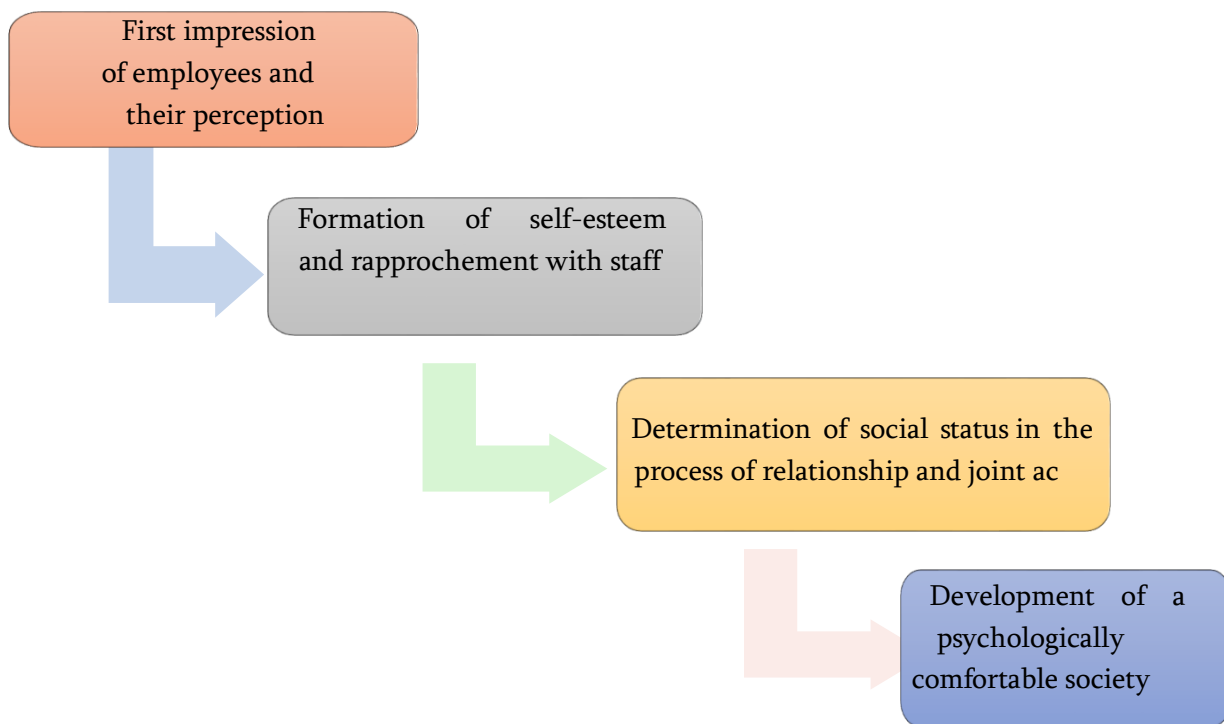 First impression
of employees and
their perception
Formation of self-esteem
and rapprochement with staff
Determination of social status in the
process of relationship and joint ac
Development of a
psychologically
comfortable society